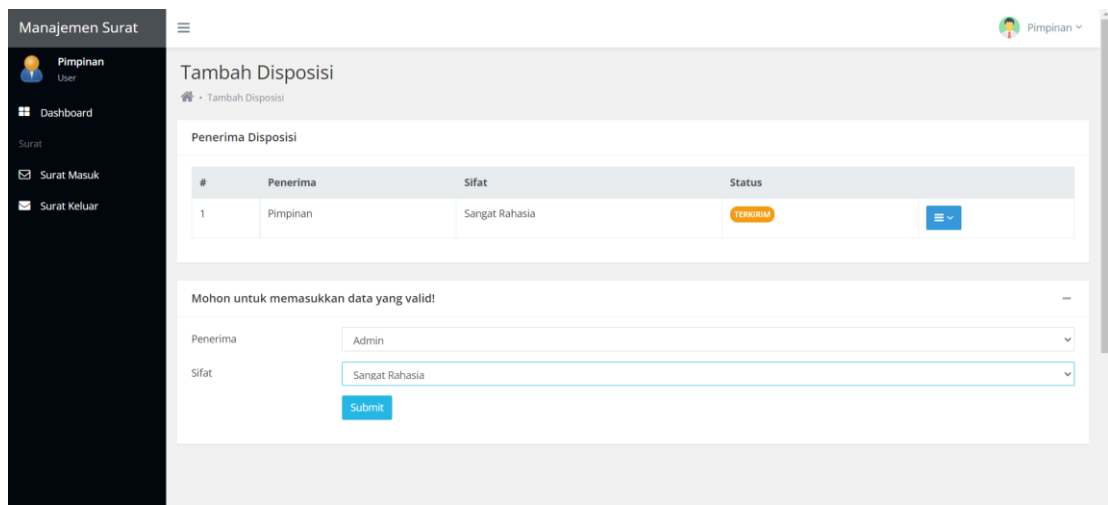 Manajemen Surat
Pimpinan
Pimpinan
User
Dashboard
Surat
Surat Masuk
Surat Keluar
Tambah Disposisi
• Tambah Disposisi
Penerima Disposisi
# Penerima Sifat Status
1 Pimpinan Sangat Rahasia TERKIRIM
Mohon untuk memasukkan data yang valid!
Penerima Admin
Sifat Sangat Rahasia
Submit